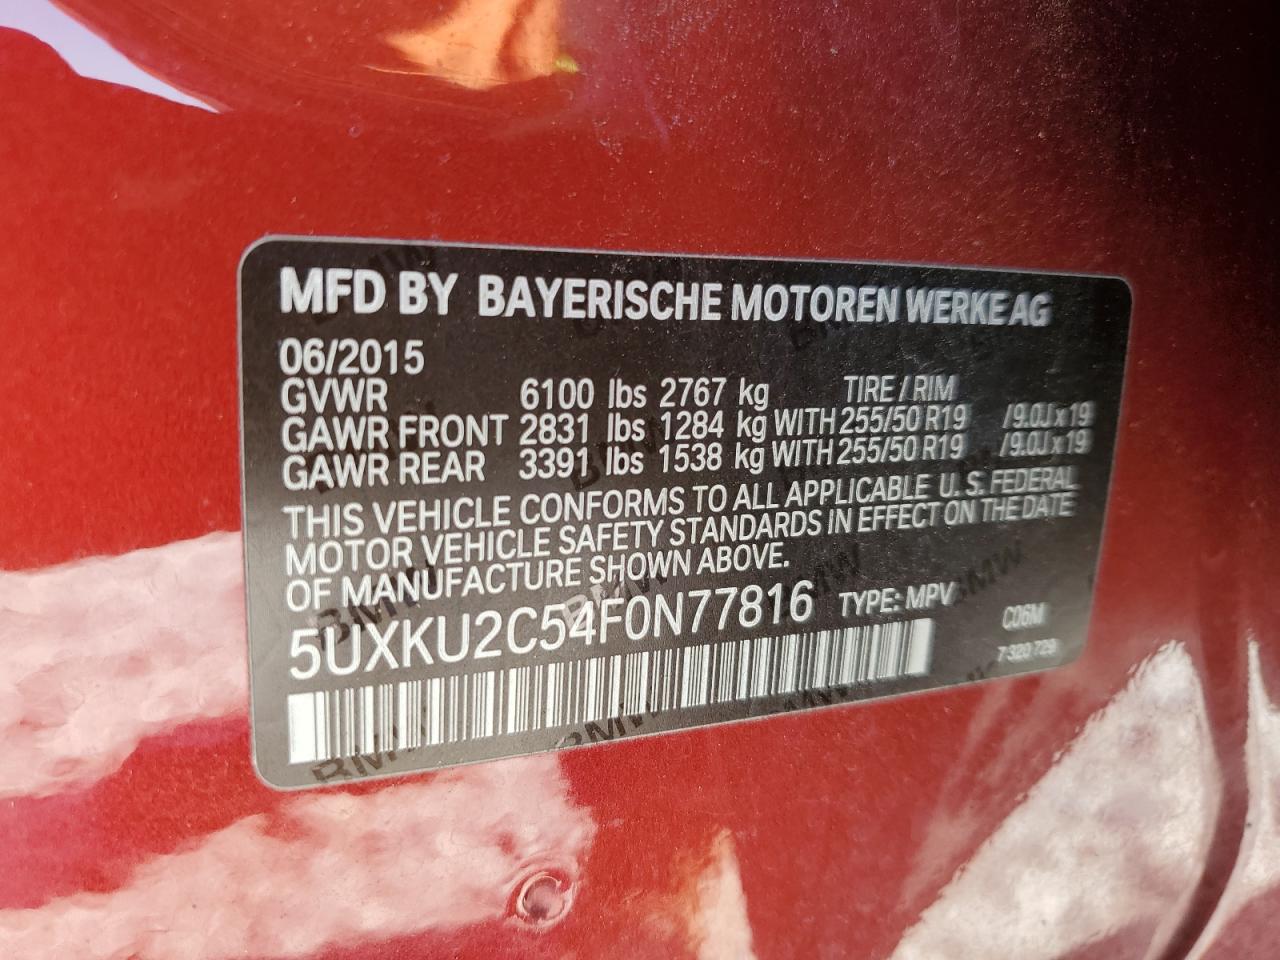 MFD BY BAYERISCHE MOTOREN WERKE AG
06/2015
GVWR 6100 lbs 2767 kg TIRE / RIM
GAWR FRONT 2831 lbs 1284 kg WITH 255/50 R19 /9.0J x 19
GAWR REAR 3391 lbs 1538 kg WITH 255/50 R19 /9.0J x 19
THIS VEHICLE CONFORMS TO ALL APPLICABLE U.S. FEDERAL
MOTOR VEHICLE SAFETY STANDARDS IN EFFECT ON THE DATE
OF MANUFACTURE SHOWN ABOVE.
5UXKU2C54F0N77816 TYPE: MPV
C06M
7 320 729